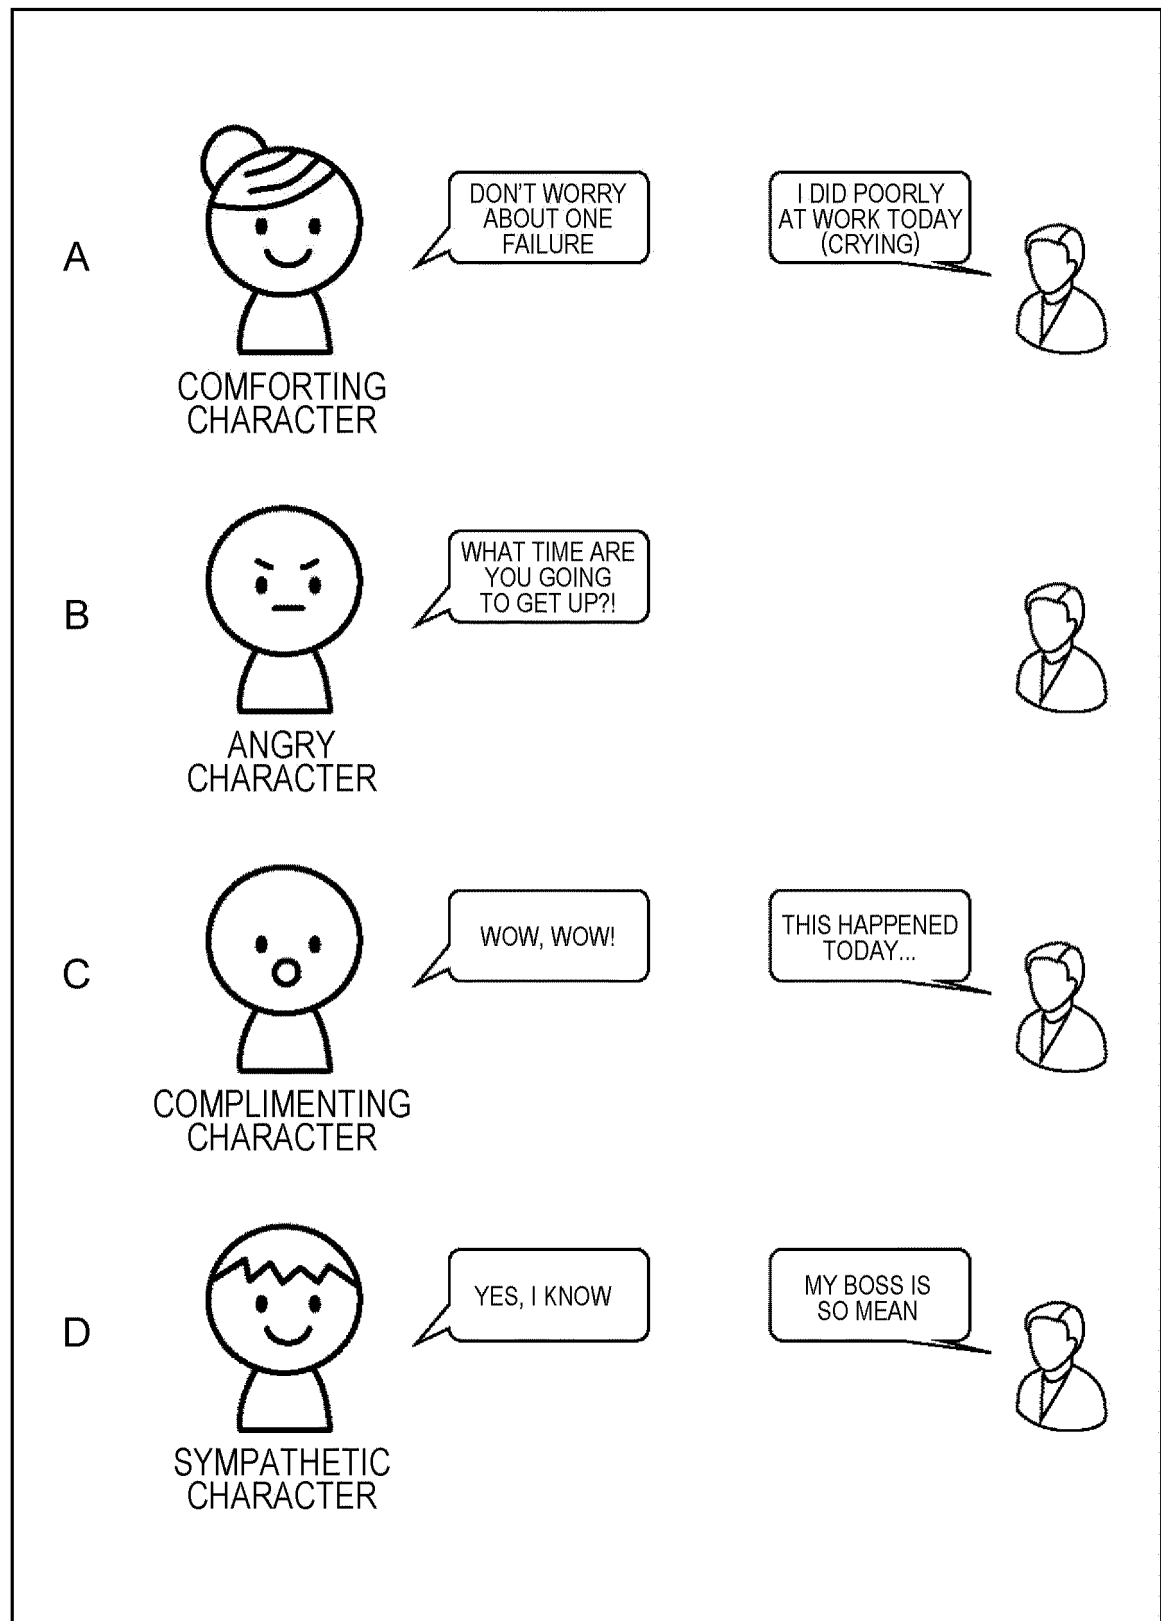 A
DON'T WORRY
ABOUT ONE
FAILURE
I DID POORLY
AT WORK TODAY
(CRYING)
COMFORTING
CHARACTER
B
WHAT TIME ARE
YOU GOING
TO GET UP?!
ANGRY
CHARACTER
C
WOW, WOW!
THIS HAPPENED
TODAY...
COMPLIMENTING
CHARACTER
D
YES, I KNOW
MY BOSS IS
SO MEAN
SYMPATHETIC
CHARACTER